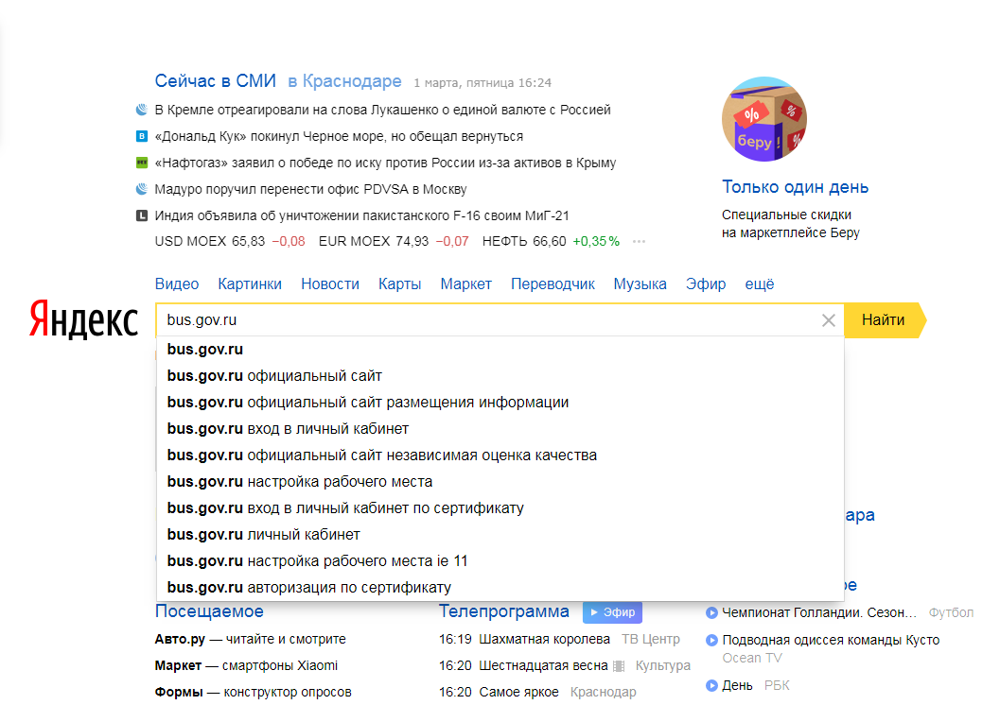 Сейчас в СМИ в Краснодаре 1 марта, пятница 16:24
В Кремле отреагировали на слова Лукашенко о единой валюте с Россией
В «Дональд Кук» покинул Черное море, но обещал вернуться
«Нафтогаз» заявил о победе по иску против России из-за активов в Крыму
Мадуро поручил перенести офис PDVSA в Москву
L Индия объявила об уничтожении пакистанского F-16 своим МиГ-21
USD MOEX 65,83 −0,08 EUR MOEX 74,93 −0,07 НЕФТЬ 66,60 +0,35% ···
% % %
беру!
Только один день
Специальные скидки
на маркетплейсе Беру
Видео Картинки Новости Карты Маркет Переводчик Музыка Эфир ещё
Яндекс
bus.gov.ru
Найти
bus.gov.ru
bus.gov.ru официальный сайт
bus.gov.ru официальный сайт размещения информации
bus.gov.ru вход в личный кабинет
bus.gov.ru официальный сайт независимая оценка качества
bus.gov.ru настройка рабочего места
bus.gov.ru вход в личный кабинет по сертификату
bus.gov.ru личный кабинет
bus.gov.ru настройка рабочего места ie 11
bus.gov.ru авторизация по сертификату
ара
ое
Посещаемое
Авто.ру — читайте и смотрите
Маркет — смартфоны Xiaomi
Формы — конструктор опросов
Телепрограмма Эфир
16:19 Шахматная королева ТВ Центр
16:20 Шестнадцатая весна Культура
16:20 Самое яркое Краснодар
Чемпионат Голландии. Сезон… Футбол
Подводная одиссея команды Кусто
Ocean TV
День РБК